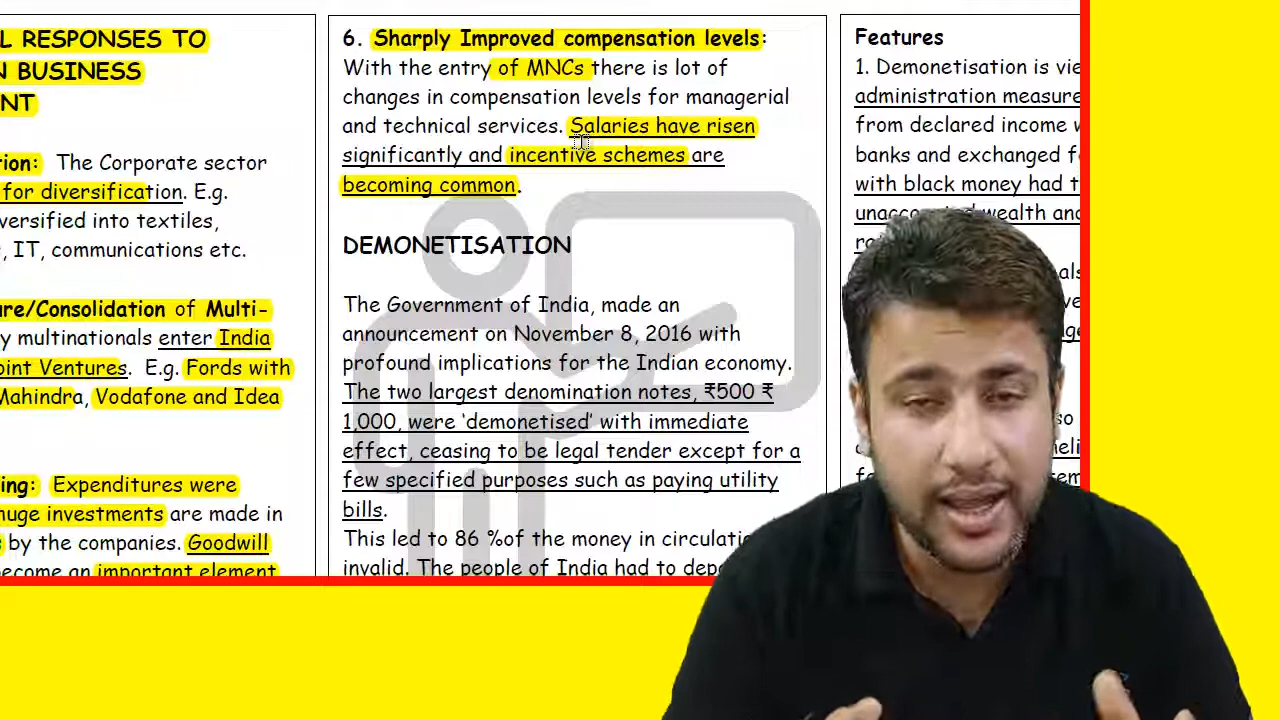 L RESPONSES TO
N BUSINESS
NT
tion: The Corporate sector
for diversification. E.g.
versified into textiles,
, IT, communications etc.
ure/Consolidation of Multi-
y multinationals enter India
oint Ventures. E.g. Fords with
Mahindra, Vodafone and Idea
ing: Expenditures were
huge investments are made in
by the companies. Goodwill
become an important element
6. Sharply Improved compensation levels:
With the entry of MNCs there is lot of
changes in compensation levels for managerial
and technical services. Salaries have risen
significantly and incentive schemes are
becoming common.
DEMONETISATION
The Government of India, made an
announcement on November 8, 2016 with
profound implications for the Indian economy.
The two largest denomination notes, ₹500 ₹
1,000, were ‘demonetised’ with immediate
effect, ceasing to be legal tender except for a
few specified purposes such as paying utility
bills.
This led to 86 %of the money in circulatio
invalid. The people of India had to depo
Features
1. Demonetisation is vie
administration measure
from declared income w
banks and exchanged f
with black money had t
wealth and